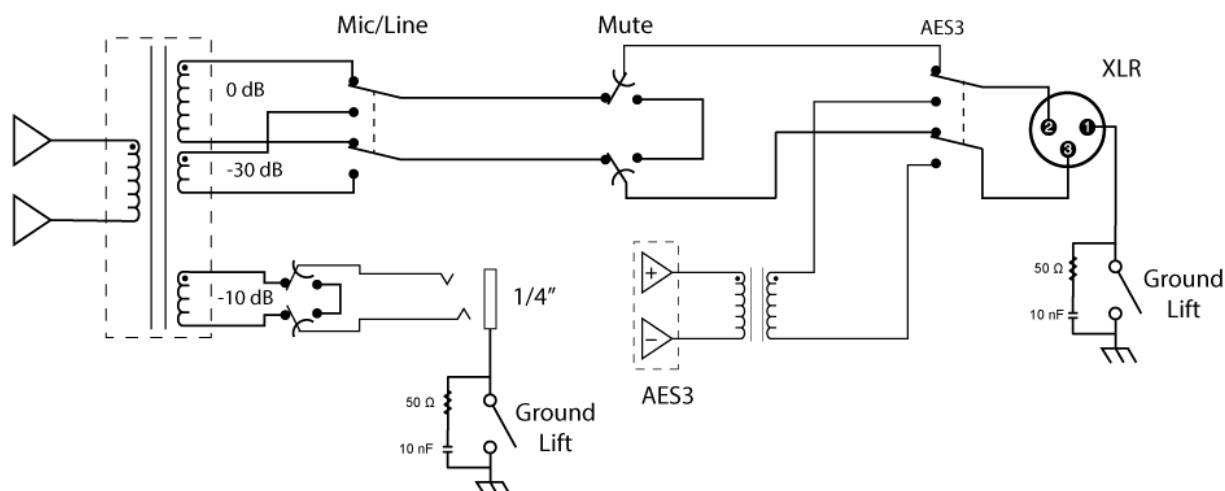 Mic/Line
Mute
AES3
XLR
0 dB
-30 dB
2
1
3
-10 dB
1/4″
+
−
AES3
50 Ω
10 nF
Ground
Lift
50 Ω
10 nF
Ground
Lift